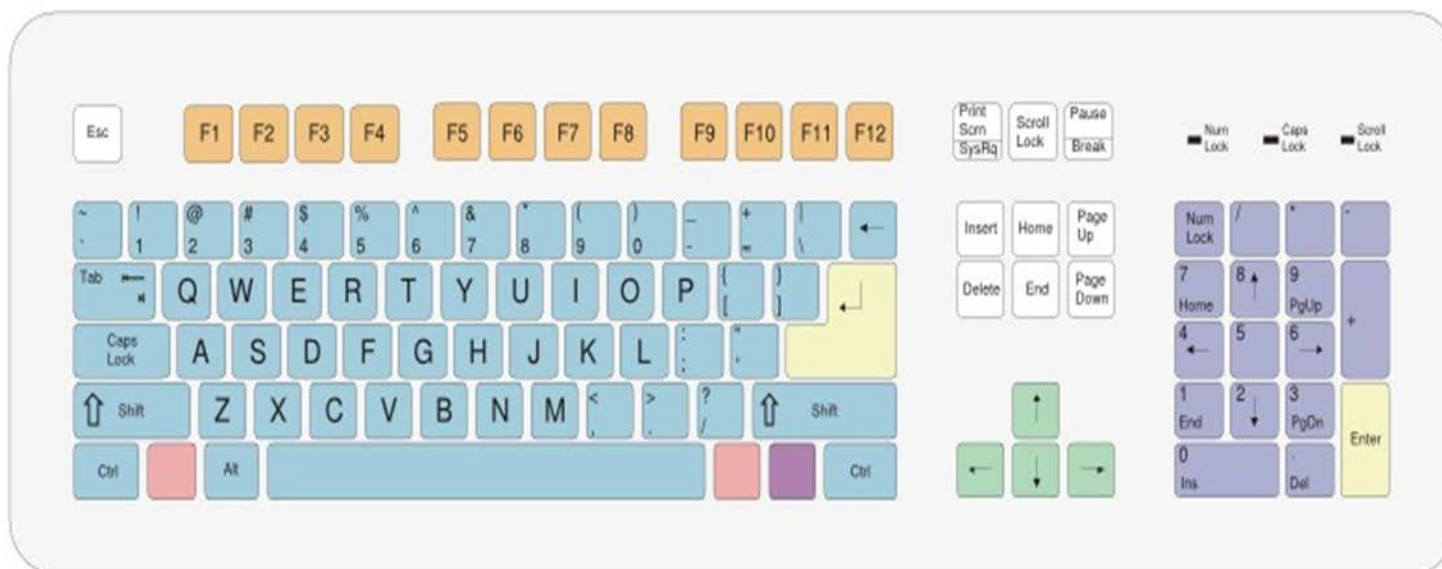 Esc F1 F2 F3 F4 F5 F6 F7 F8 F9 F10 F11 F12
Print
Scrn
SysRq
Scroll
Lock
Pause
Break
Num
Lock
Caps
Lock
Scroll
Lock
~ ! @ # $ % ^ & * ( ) _ + |
` 1 2 3 4 5 6 7 8 9 0 - = \ ←
Insert Home Page
Up
Num
Lock
/ * -
Tab Q W E R T Y U I O P { }
[ ]
Delete End Page
Down
7 8 ↑ 9
Home PgUp
+
Caps
Lock
A S D F G H J K L : "
; '
4 5 6
← →
⇧ Shift Z X C V B N M < > ? ⇧ Shift
, . /
↑
1 2 3
End ↓ PgDn
Enter
Ctrl Alt Ctrl
← ↓ →
0 .
Ins Del